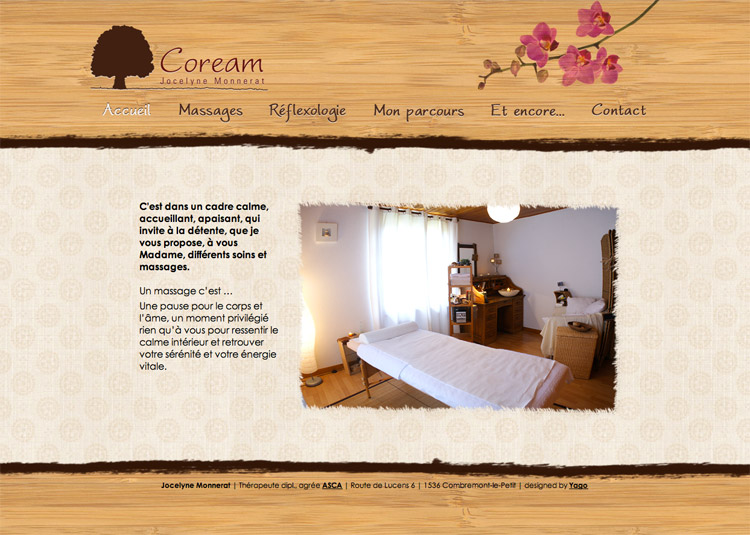 Coream
Jocelyne Monnerat
Accueil Massages Réflexologie Mon parcours Et encore... Contact
C'est dans un cadre calme,
accueillant, apaisant, qui
invite à la détente, que je
vous propose, à vous
Madame, différents soins et
massages.
Un massage c'est ...
Une pause pour le corps et
l'âme, un moment privilégié
rien qu'à vous pour ressentir le
calme intérieur et retrouver
votre sérénité et votre énergie
vitale.
Jocelyne Monnerat | Thérapeute dipl. agrée ASCA | Route de Lucens 6 | 1536 Combremont-le-Petit | designed by Yago